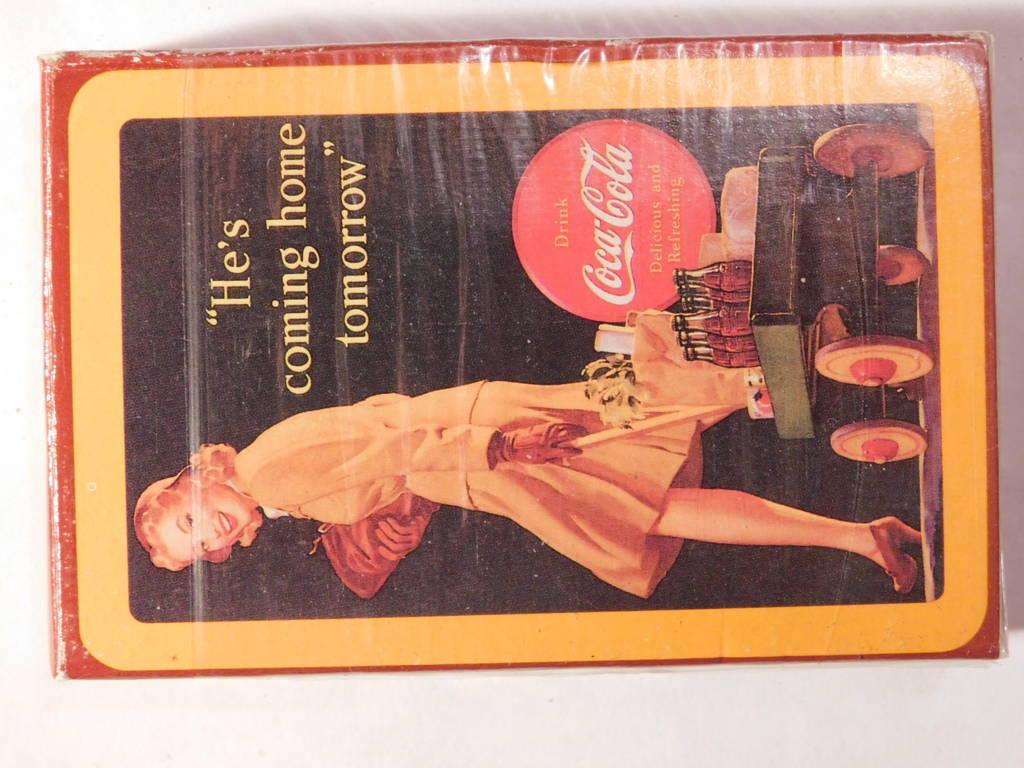 “He’s
coming home
tomorrow”
Drink
Coca-Cola
Delicious and
Refreshing